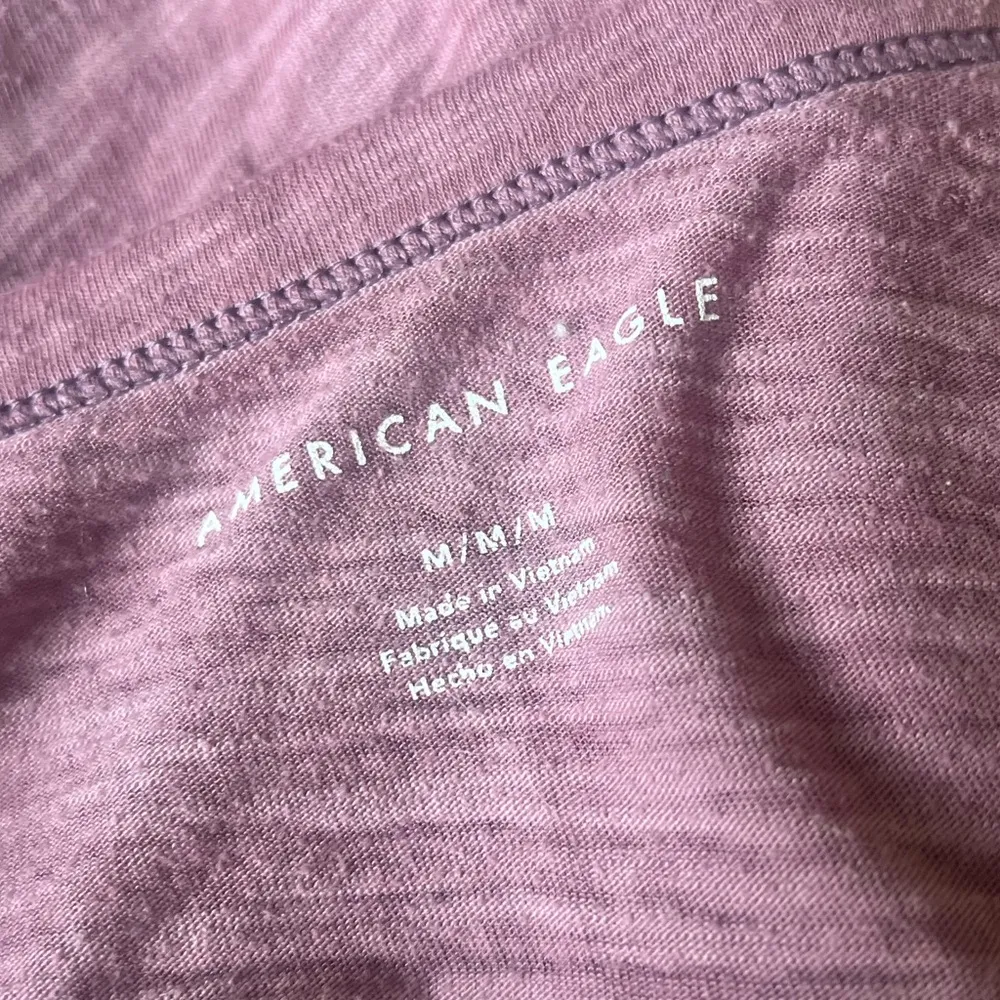 AMERICAN EAGLE
M/M/M
Made in Vietnam
Fabrique au Vietnam
Hecho en Vietnam.